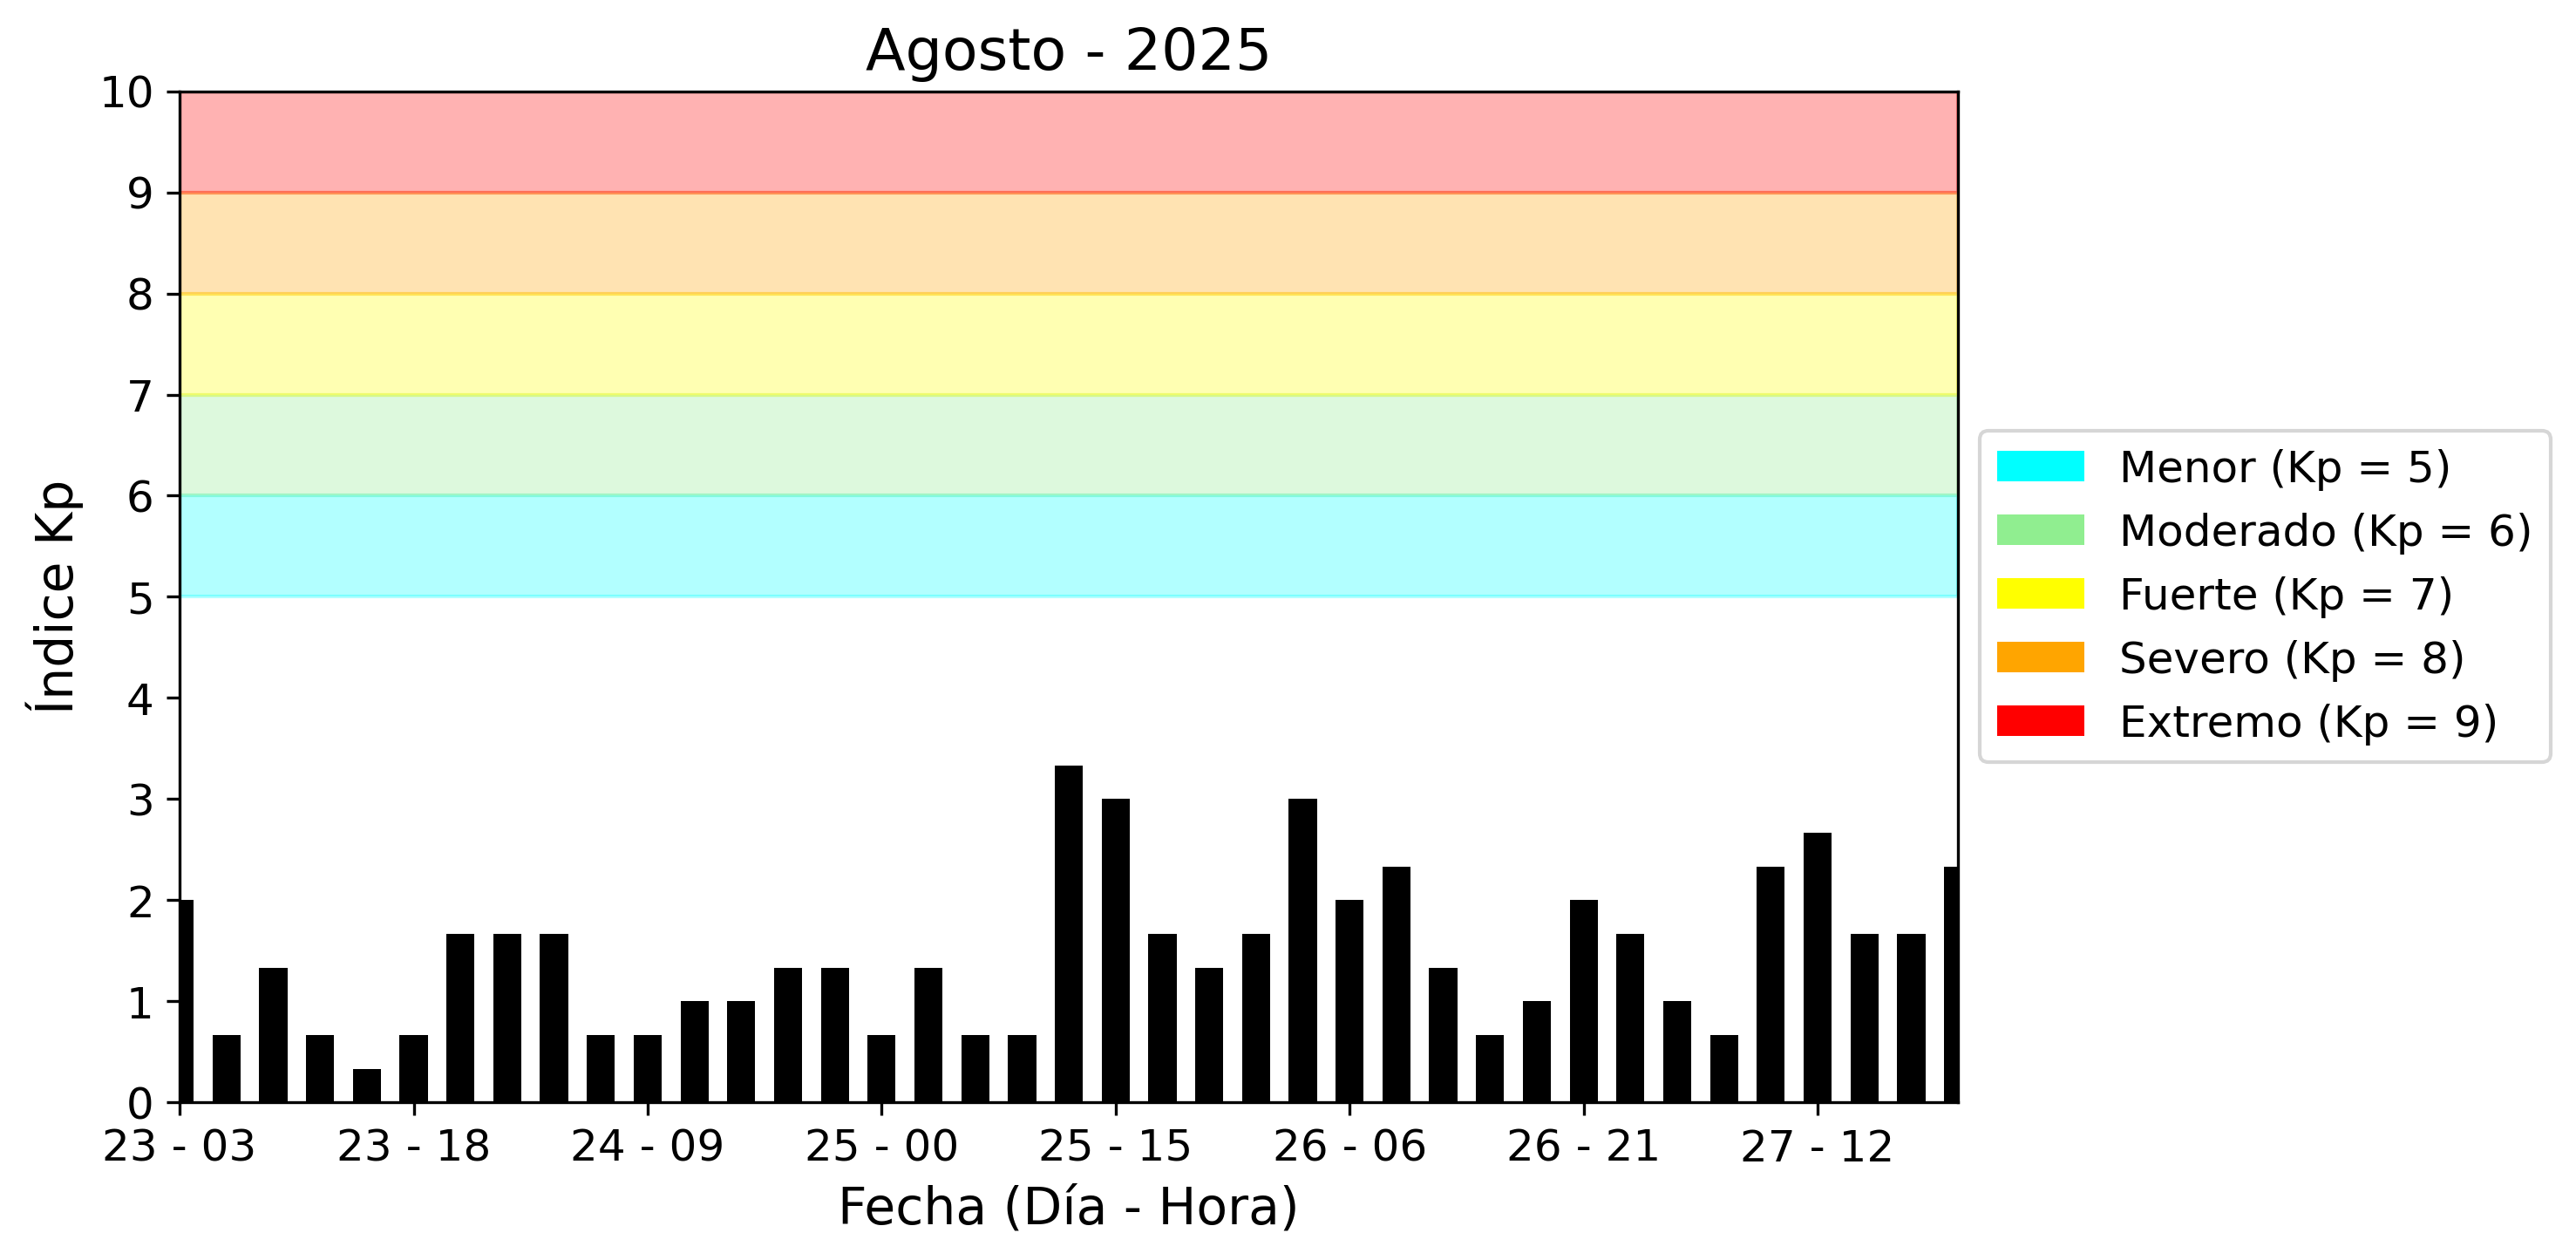 Agosto - 2025
10
9
8
7
6
5
4
3
2
1
0
Índice Kp
23 - 03
23 - 18
24 - 09
25 - 00
25 - 15
26 - 06
26 - 21
27 - 12
Fecha (Día - Hora)
Menor (Kp = 5)
Moderado (Kp = 6)
Fuerte (Kp = 7)
Severo (Kp = 8)
Extremo (Kp = 9)